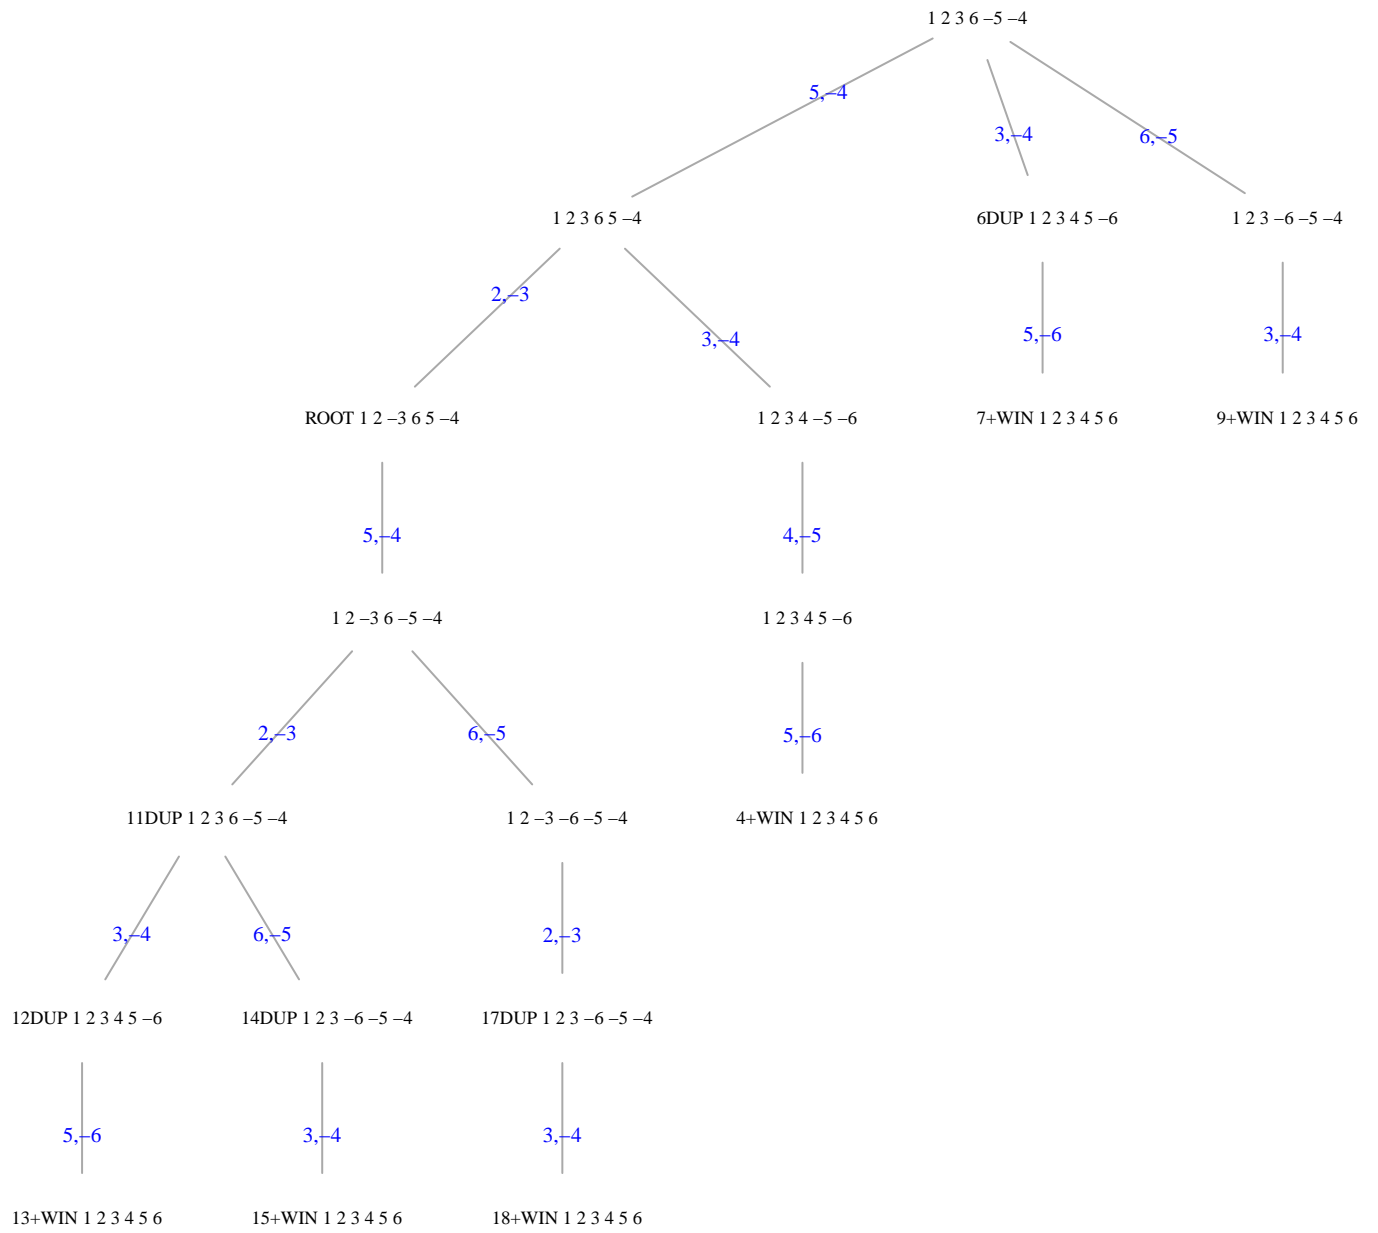 1 2 3 6 –5 –4
5,–4
3,–4
6,–5
1 2 3 6 5 –4
6DUP 1 2 3 4 5 –6
1 2 3 –6 –5 –4
2,–3
3,–4
5,–6
3,–4
ROOT 1 2 –3 6 5 –4
1 2 3 4 –5 –6
7+WIN 1 2 3 4 5 6
9+WIN 1 2 3 4 5 6
5,–4
4,–5
1 2 –3 6 –5 –4
1 2 3 4 5 –6
2,–3
6,–5
5,–6
11DUP 1 2 3 6 –5 –4
1 2 –3 –6 –5 –4
4+WIN 1 2 3 4 5 6
3,–4
6,–5
2,–3
12DUP 1 2 3 4 5 –6
14DUP 1 2 3 –6 –5 –4
17DUP 1 2 3 –6 –5 –4
5,–6
3,–4
3,–4
13+WIN 1 2 3 4 5 6
15+WIN 1 2 3 4 5 6
18+WIN 1 2 3 4 5 6